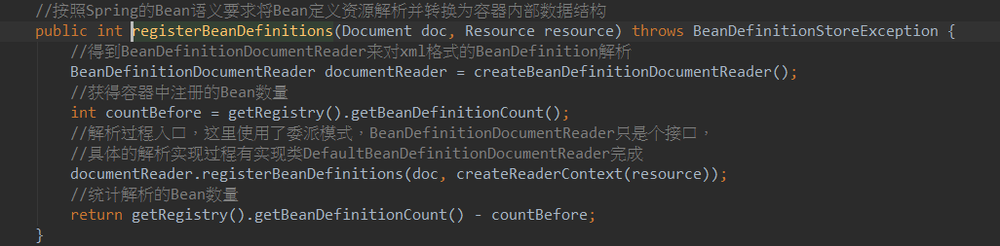 //按照Spring的Bean语义要求将Bean定义资源解析并转换为容器内部数据结构
public int registerBeanDefinitions(Document doc, Resource resource) throws BeanDefinitionStoreException {
//得到BeanDefinitionDocumentReader来对xml格式的BeanDefinition解析
BeanDefinitionDocumentReader documentReader = createBeanDefinitionDocumentReader();
//获得容器中注册的Bean数量
int countBefore = getRegistry().getBeanDefinitionCount();
//解析过程入口，这里使用了委派模式，BeanDefinitionDocumentReader只是个接口，
//具体的解析实现过程有实现类DefaultBeanDefinitionDocumentReader完成
documentReader.registerBeanDefinitions(doc, createReaderContext(resource));
//统计解析的Bean数量
return getRegistry().getBeanDefinitionCount() - countBefore;
}